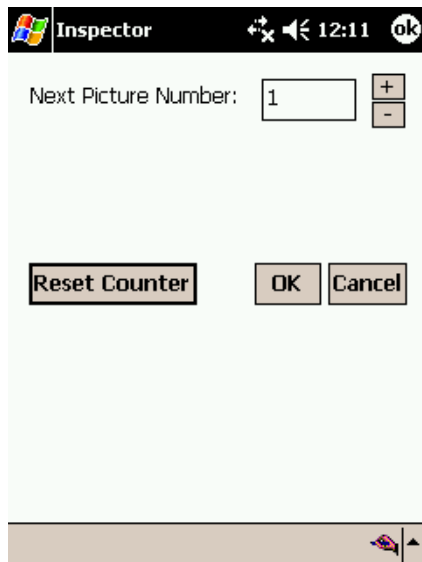 Inspector 12:11 ok
Next Picture Number: 1 +
-
Reset Counter OK Cancel